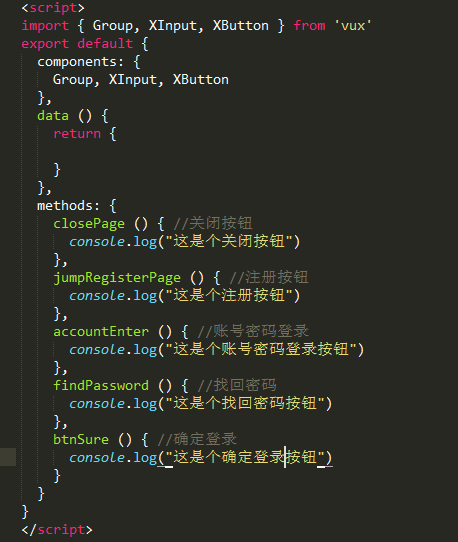 <script>
import { Group, XInput, XButton } from 'vux'
export default {
  components: {
    Group, XInput, XButton
  },
  data () {
    return {

    }
  },
  methods: {
    closePage () { //关闭按钮
      console.log("这是个关闭按钮")
    },
    jumpRegisterPage () { //注册按钮
      console.log("这是个注册按钮")
    },
    accountEnter () { //账号密码登录
      console.log("这是个账号密码登录按钮")
    },
    findPassword () { //找回密码
      console.log("这是个找回密码按钮")
    },
    btnSure () { //确定登录
      console.log("这是个确定登录按钮")
    }
  }
}
</script>